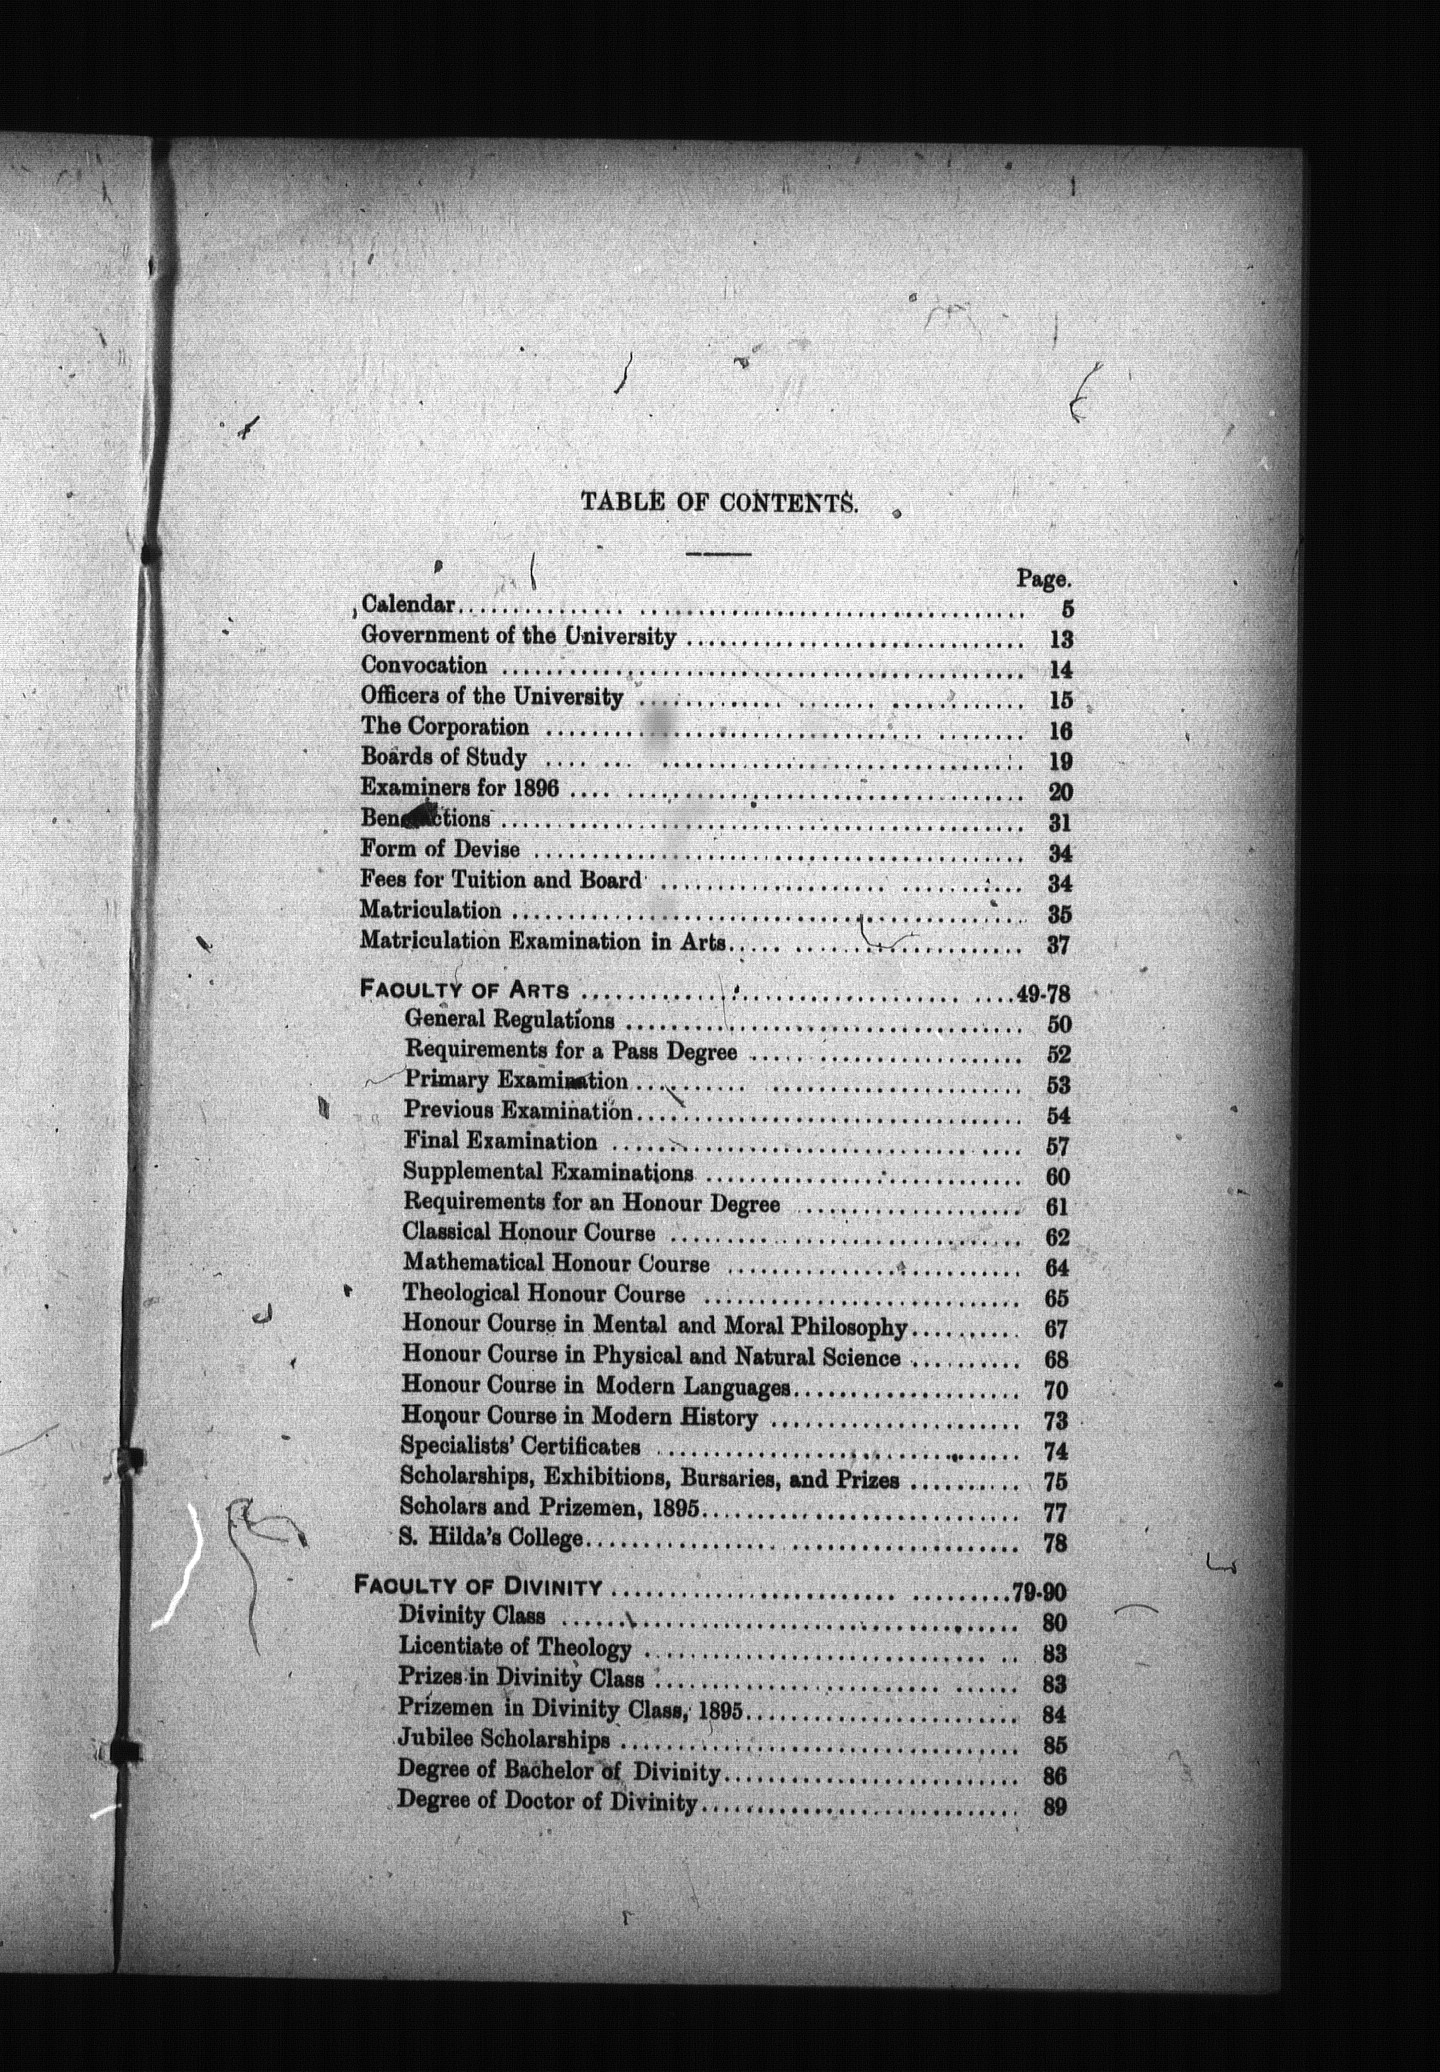 TABLE OF CONTENTS.
Page.
Calendar 5
Government of the University 13
Convocation 14
Officers of the University 15
The Corporation 16
Boards of Study 19
Examiners for 1896 20
31
Form of Devise 34
Fees for Tuition and Board 34
Matriculation 35
Matriculation Examination in Arts 37
FACULTY OF ARTS 49-78
General Regulations 50
Requirements for a Pass Degree 52
Primary Examination 53
Previous Examination 54
Final Examination 57
Supplemental Examinations 60
Requirements for an Honour Degree 61
Classical Honour Course 62
Mathematical Honour Course 64
Theological Honour Course 65
Honour Course in Mental and Moral Philosophy 67
Honour Course in Physical and Natural Science 68
Honour Course in Modern Languages 70
Honour Course in Modern History 73
Specialists' Certificates 74
Scholarships, Exhibitions, Bursaries, and Prizes 75
Scholars and Prizemen, 1895 77
S. Hilda's College 78
FACULTY OF DIVINITY 79-90
Divinity Class 80
Licentiate of Theology 83
Prizes in Divinity Class 83
Prizemen in Divinity Class, 1895 84
Jubilee Scholarships 85
Degree of Bachelor of Divinity 86
Degree of Doctor of Divinity 89